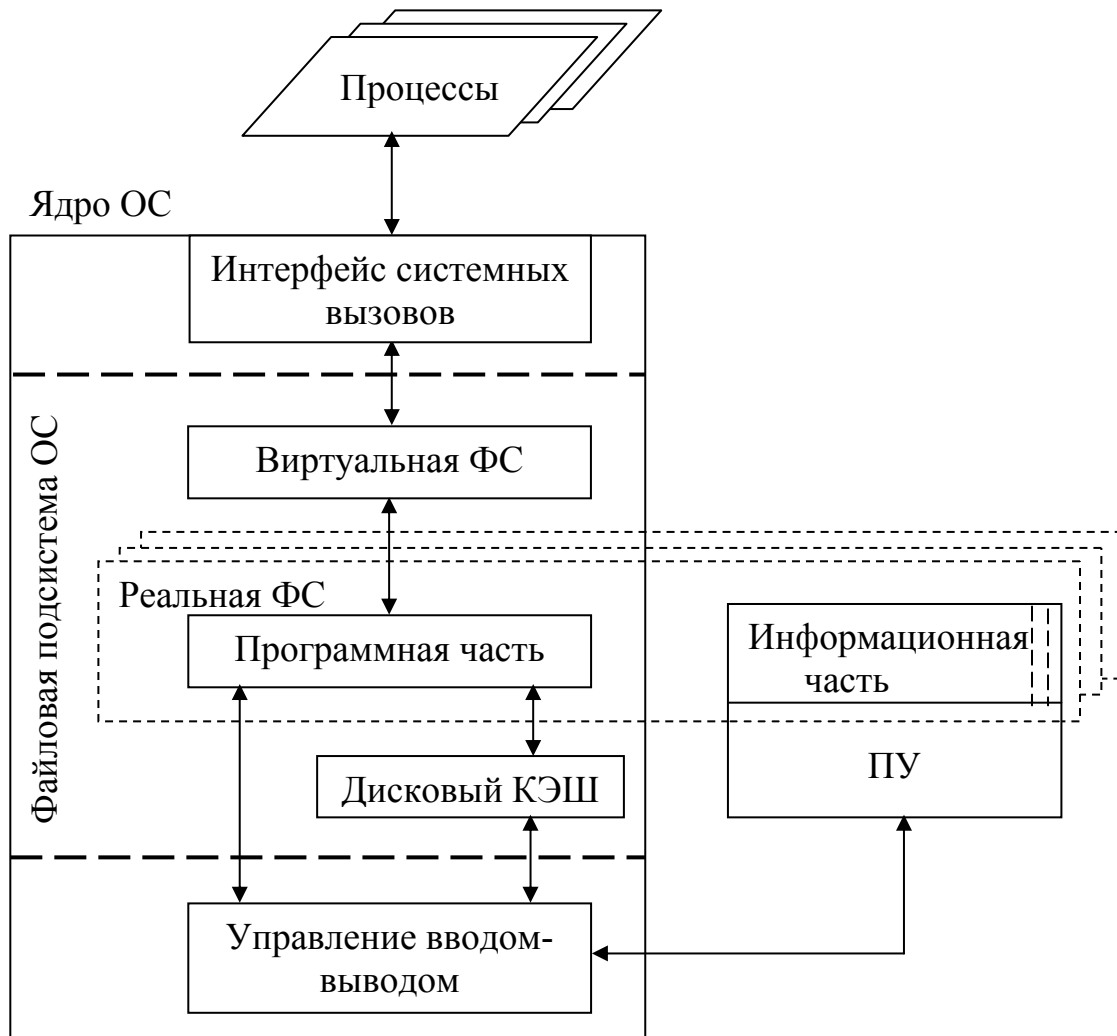 Процессы
Ядро ОС
Интерфейс системных
вызовов
Файловая подсистема ОС
Виртуальная ФС
Реальная ФС
Программная часть
Информационная
часть
Дисковый КЭШ
ПУ
Управление вводом-
выводом